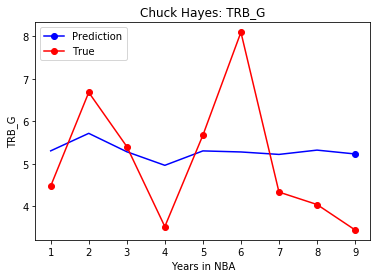 Chuck Hayes: TRB_G
Prediction
True
8
7
6
5
4
TRB_G
1 2 3 4 5 6 7 8 9
Years in NBA